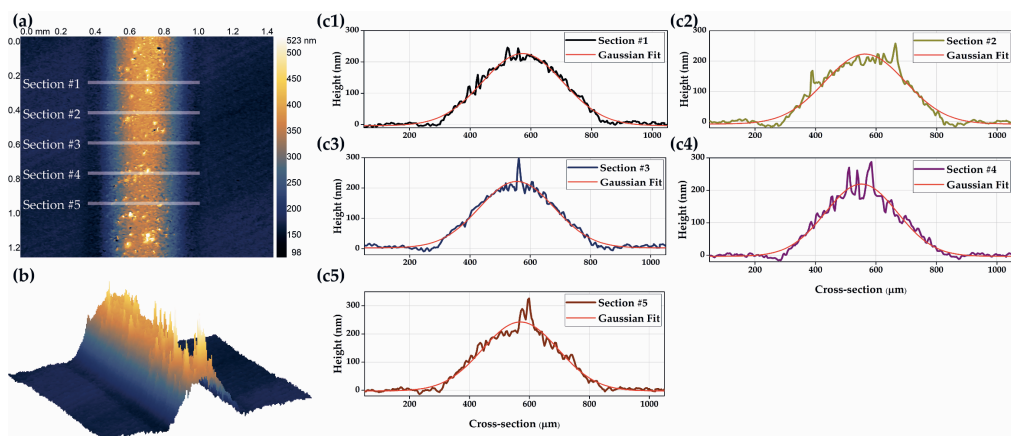 (a)
0.0 mm 0.2 0.4 0.6 0.8 1.0 1.4
0.0
0.2
0.4
0.6
0.8
1.0
1.2
Section #1
Section #2
Section #3
Section #4
Section #5
523 nm
500
450
400
350
300
250
200
150
98
(b)
(c1)
Height (nm)
300
200
100
0
200 400 600 800 1000
Section #1
Gaussian Fit
(c2)
Height (nm)
300
200
100
0
200 400 600 800 1000
Section #2
Gaussian Fit
(c3)
Height (nm)
300
200
100
0
200 400 600 800 1000
Section #3
Gaussian Fit
(c4)
Height (nm)
300
200
100
0
200 400 600 800 1000
Cross-section (μm)
Section #4
Gaussian Fit
(c5)
Height (nm)
300
200
100
0
200 400 600 800 1000
Cross-section (μm)
Section #5
Gaussian Fit